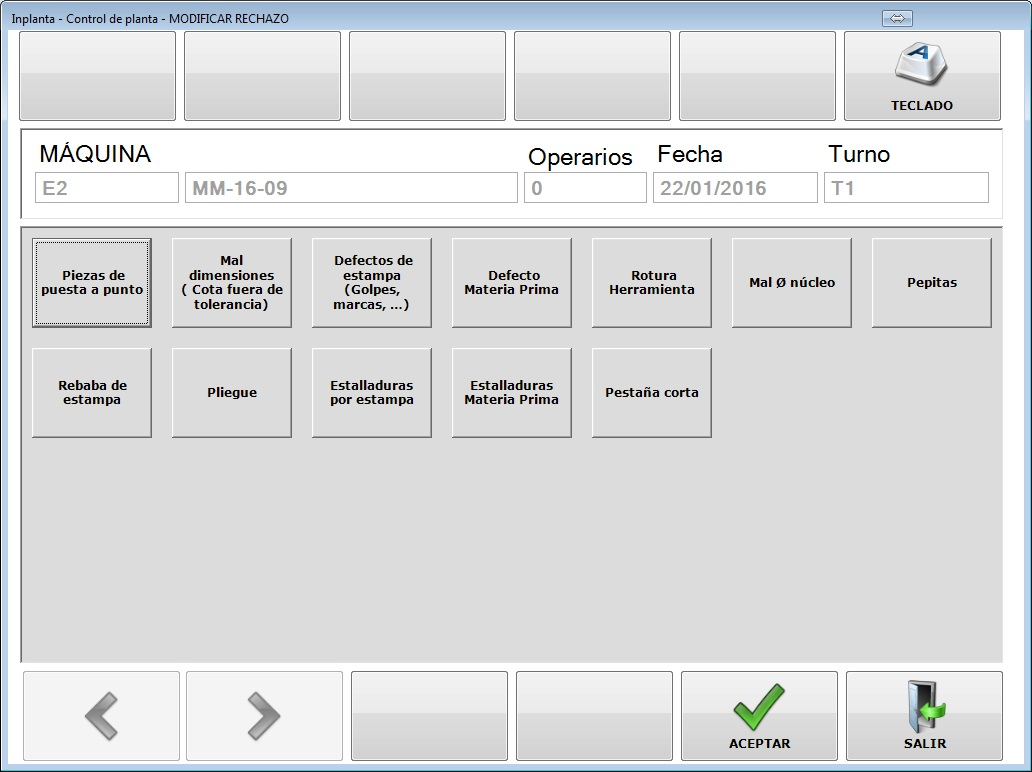 Inplanta - Control de planta - MODIFICAR RECHAZO
TECLADO
MÁQUINA
Operarios
Fecha
Turno
E2
MM-16-09
0
22/01/2016
T1
Piezas de
puesta a punto
Mal
dimensiones
( Cota fuera de
tolerancia)
Defectos de
estampa
(Golpes,
marcas, ...)
Defecto
Materia Prima
Rotura
Herramienta
Mal Ø núcleo
Pepitas
Rebaba de
estampa
Pliegue
Estalladuras
por estampa
Estalladuras
Materia Prima
Pestaña corta
ACEPTAR
SALIR